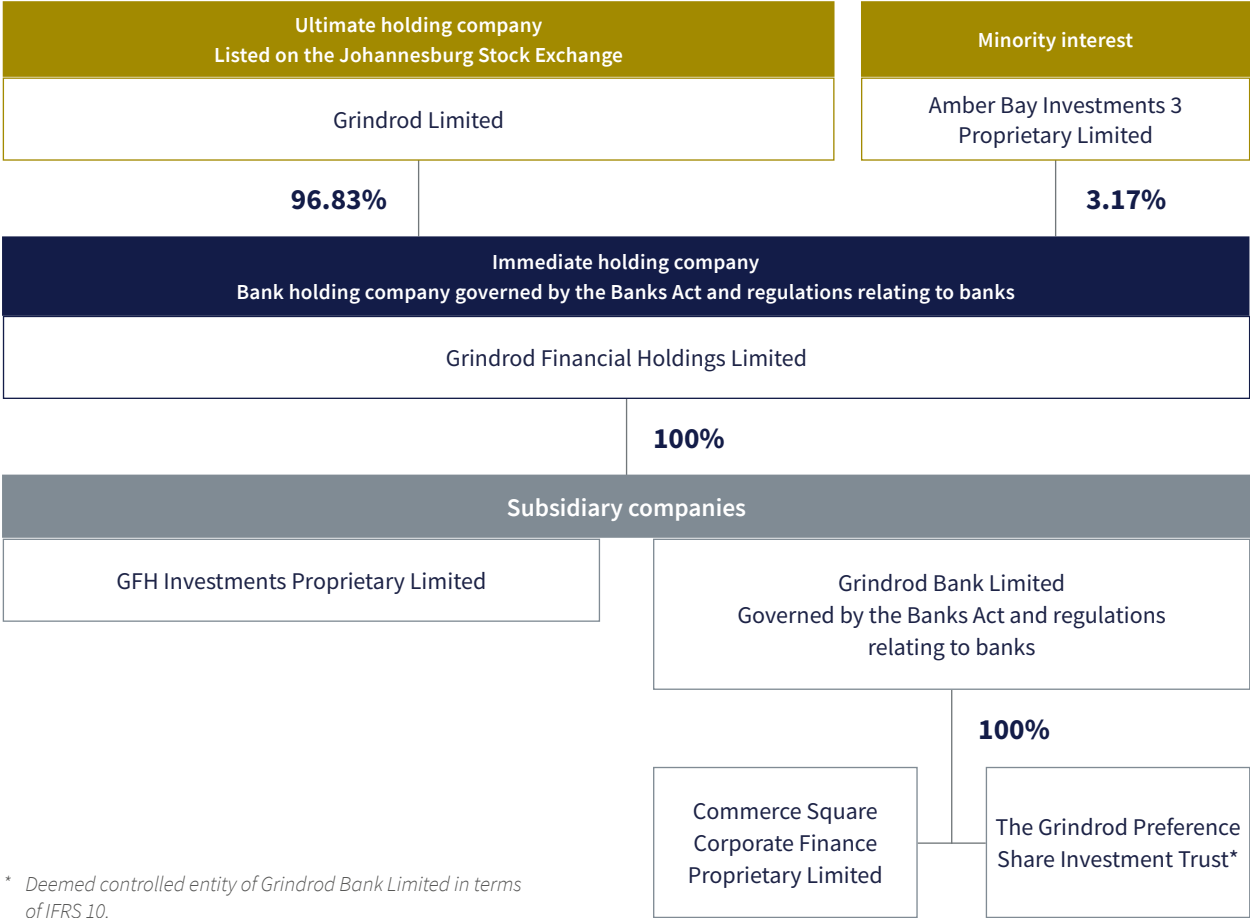 Ultimate holding company
Listed on the Johannesburg Stock Exchange
Grindrod Limited
Minority interest
Amber Bay Investments 3
Proprietary Limited
96.83%
3.17%
Immediate holding company
Bank holding company governed by the Banks Act and regulations relating to banks
Grindrod Financial Holdings Limited
100%
Subsidiary companies
GFH Investments Proprietary Limited
Grindrod Bank Limited
Governed by the Banks Act and regulations
relating to banks
100%
Commerce Square
Corporate Finance
Proprietary Limited
The Grindrod Preference
Share Investment Trust*
* Deemed controlled entity of Grindrod Bank Limited in terms
of IFRS 10.